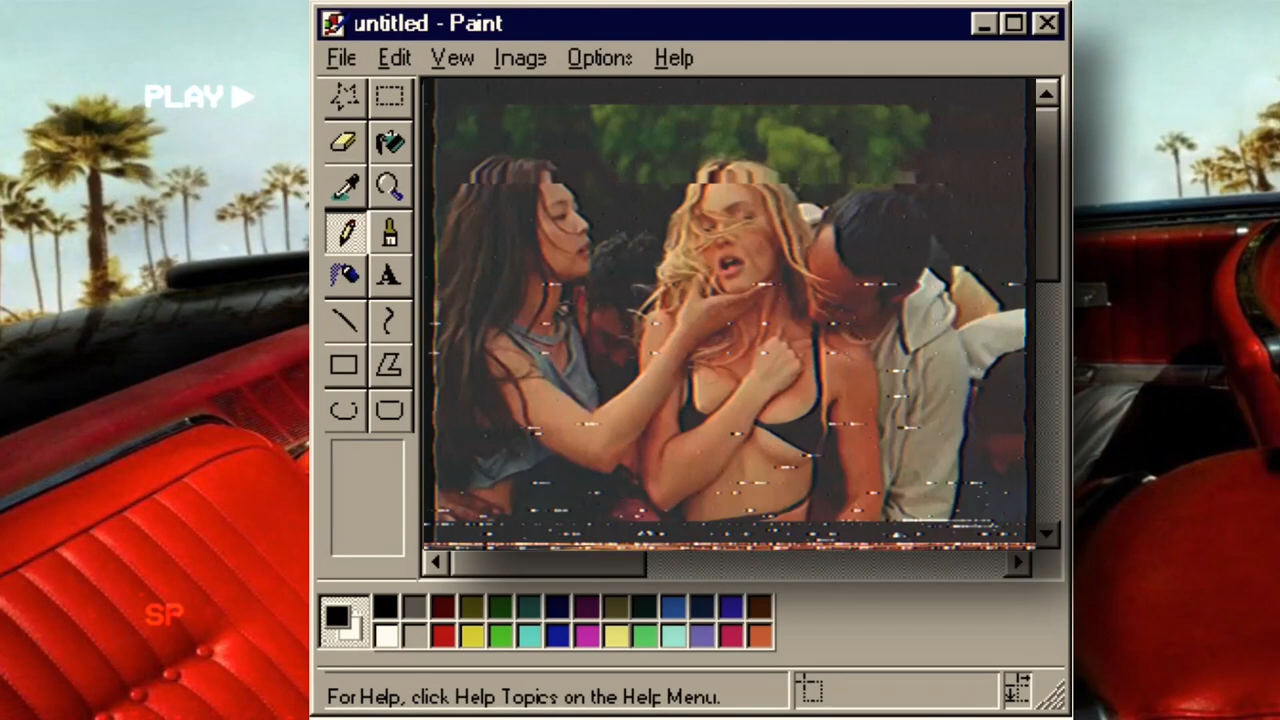 untitled - Paint
File Edit View Image Options Help
PLAY
A
SP
For Help, click Help Topics on the Help Menu.